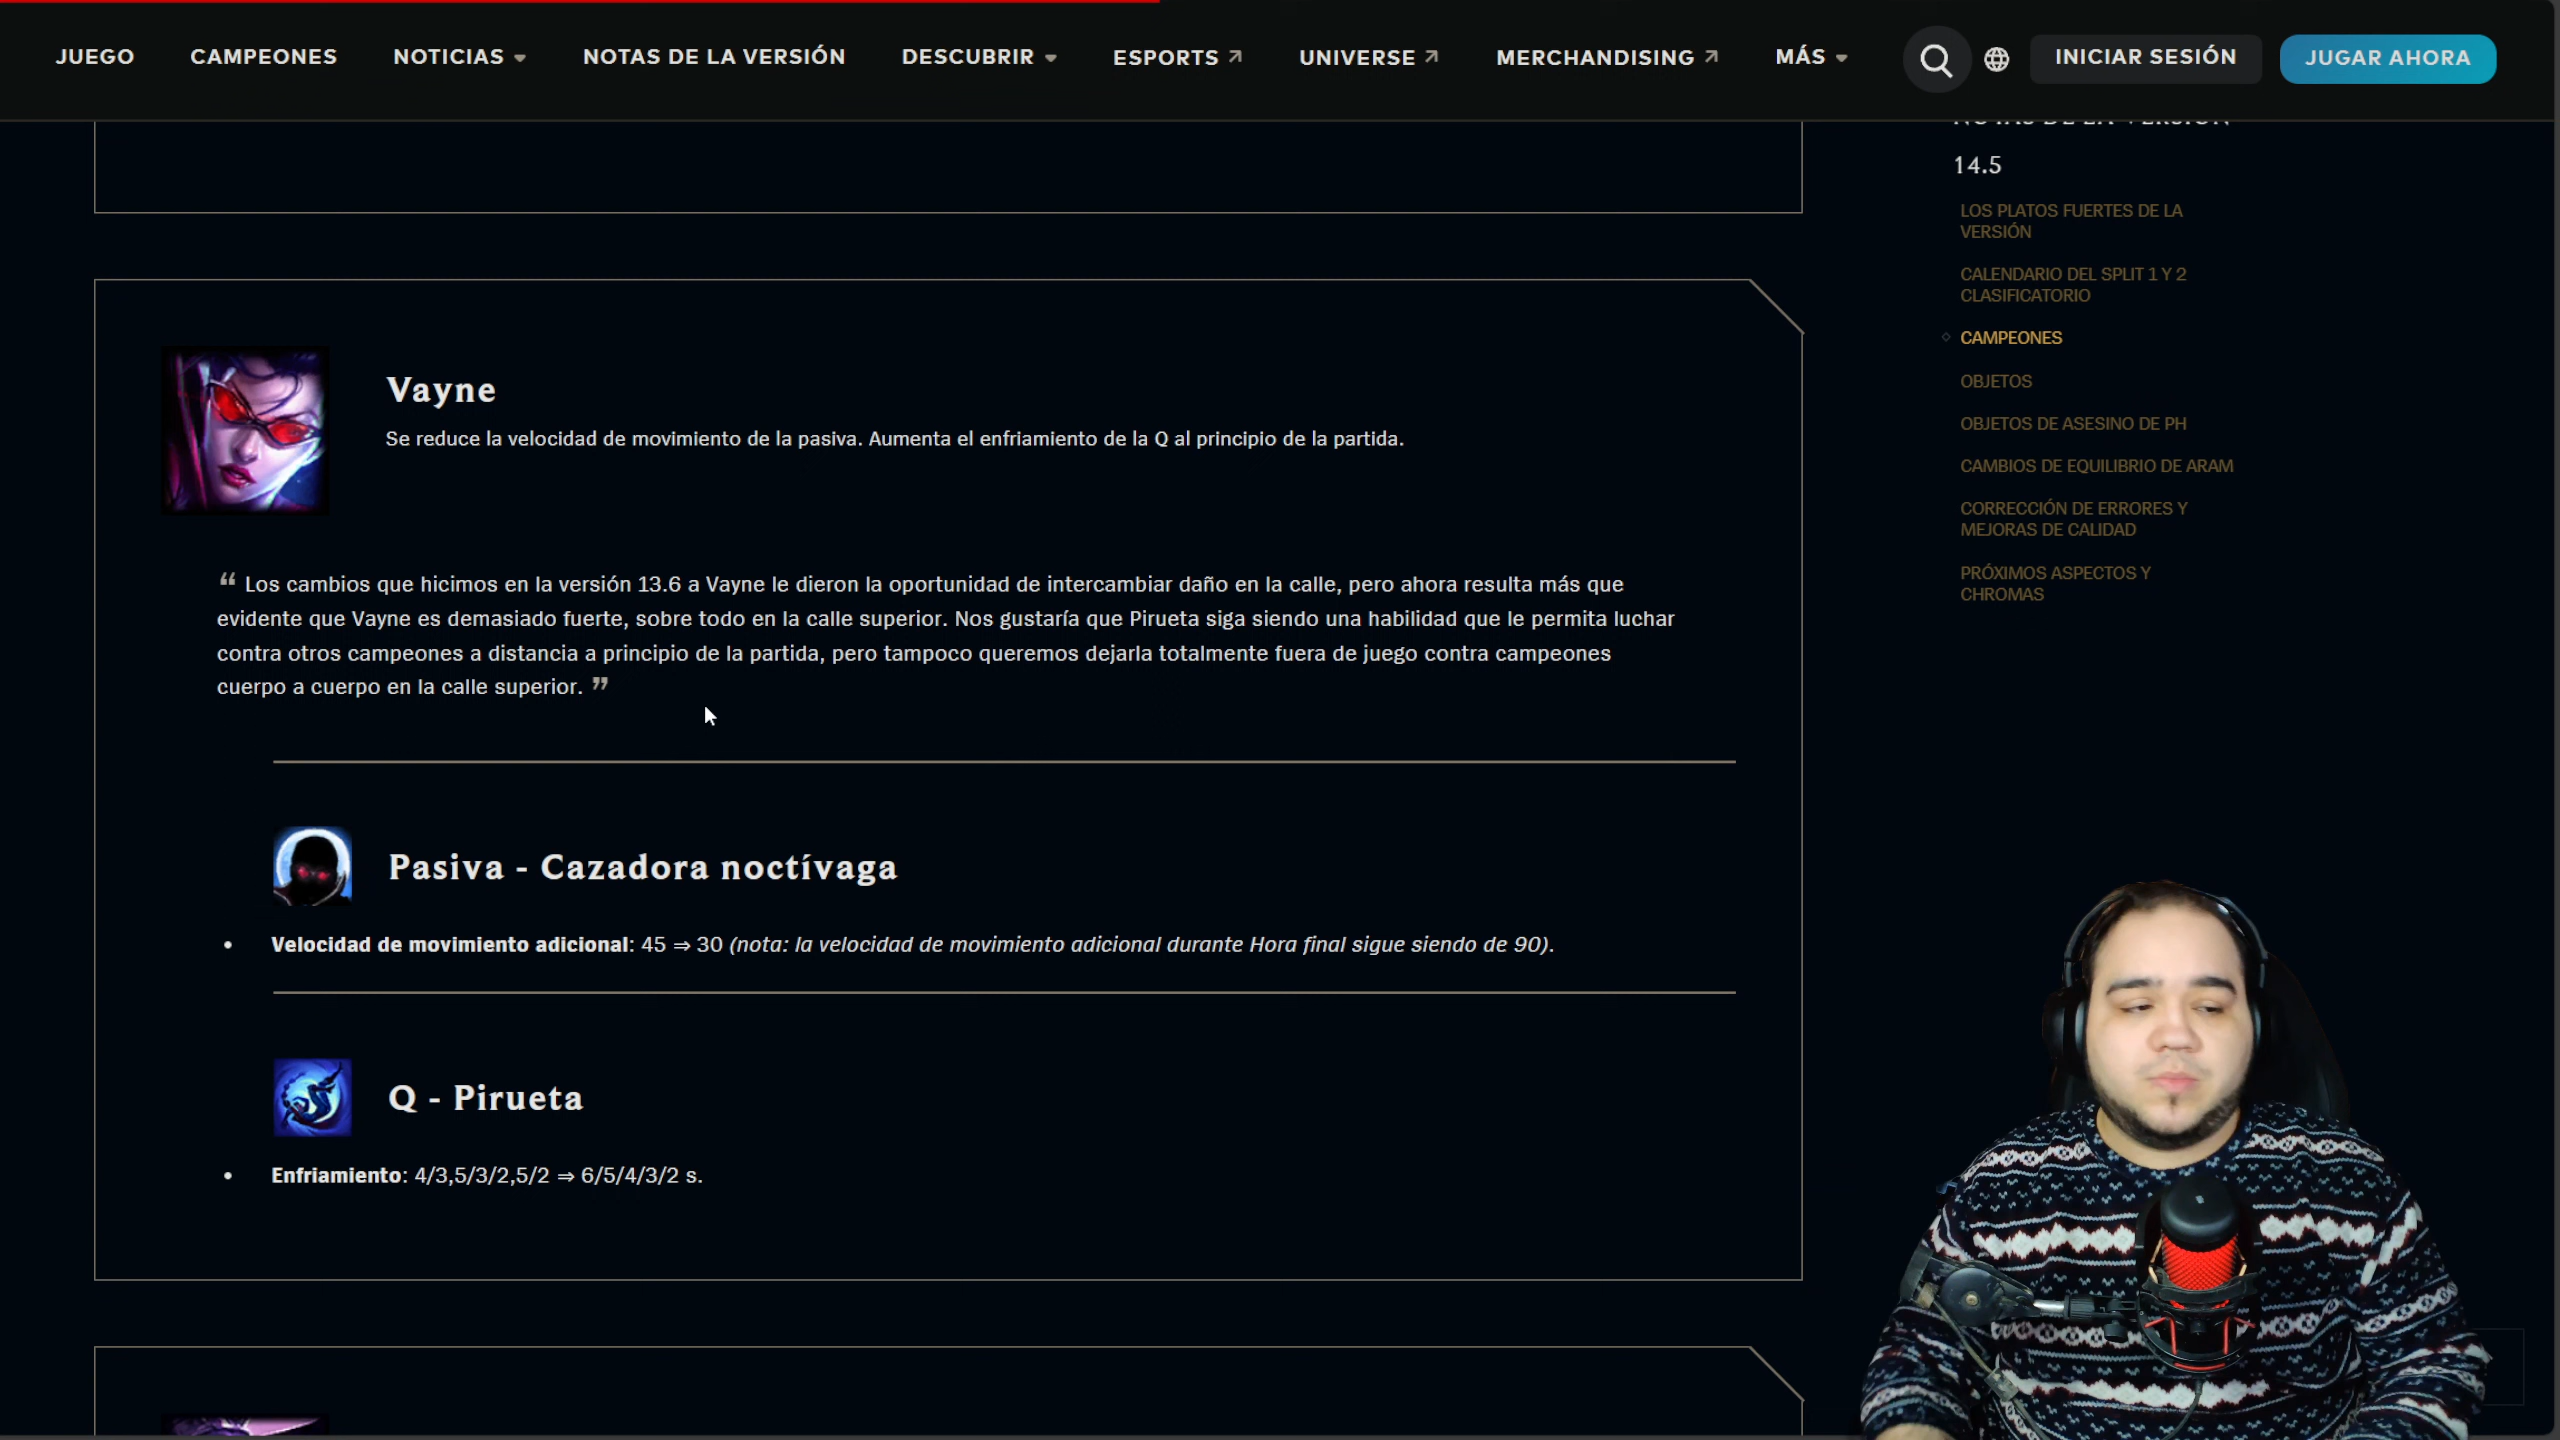 JUEGO CAMPEONES NOTICIAS NOTAS DE LA VERSIÓN DESCUBRIR ESPORTS UNIVERSE MERCHANDISING MÁS INICIAR SESIÓN JUGAR AHORA
NOTAS DE LA VERSIÓN
14.5
LOS PLATOS FUERTES DE LA
VERSIÓN
CALENDARIO DEL SPLIT 1 Y 2
CLASIFICATORIO
CAMPEONES
OBJETOS
OBJETOS DE ASESINO DE PH
CAMBIOS DE EQUILIBRIO DE ARAM
CORRECCIÓN DE ERRORES Y
MEJORAS DE CALIDAD
PRÓXIMOS ASPECTOS Y
CHROMAS
Vayne
Se reduce la velocidad de movimiento de la pasiva. Aumenta el enfriamiento de la Q al principio de la partida.
“ Los cambios que hicimos en la versión 13.6 a Vayne le dieron la oportunidad de intercambiar daño en la calle, pero ahora resulta más que
evidente que Vayne es demasiado fuerte, sobre todo en la calle superior. Nos gustaría que Pirueta siga siendo una habilidad que le permita luchar
contra otros campeones a distancia a principio de la partida, pero tampoco queremos dejarla totalmente fuera de juego contra campeones
cuerpo a cuerpo en la calle superior. ”
Pasiva - Cazadora noctívaga
• Velocidad de movimiento adicional: 45 ⇒ 30 (nota: la velocidad de movimiento adicional durante Hora final sigue siendo de 90).
Q - Pirueta
• Enfriamiento: 4/3,5/3/2,5/2 ⇒ 6/5/4/3/2 s.